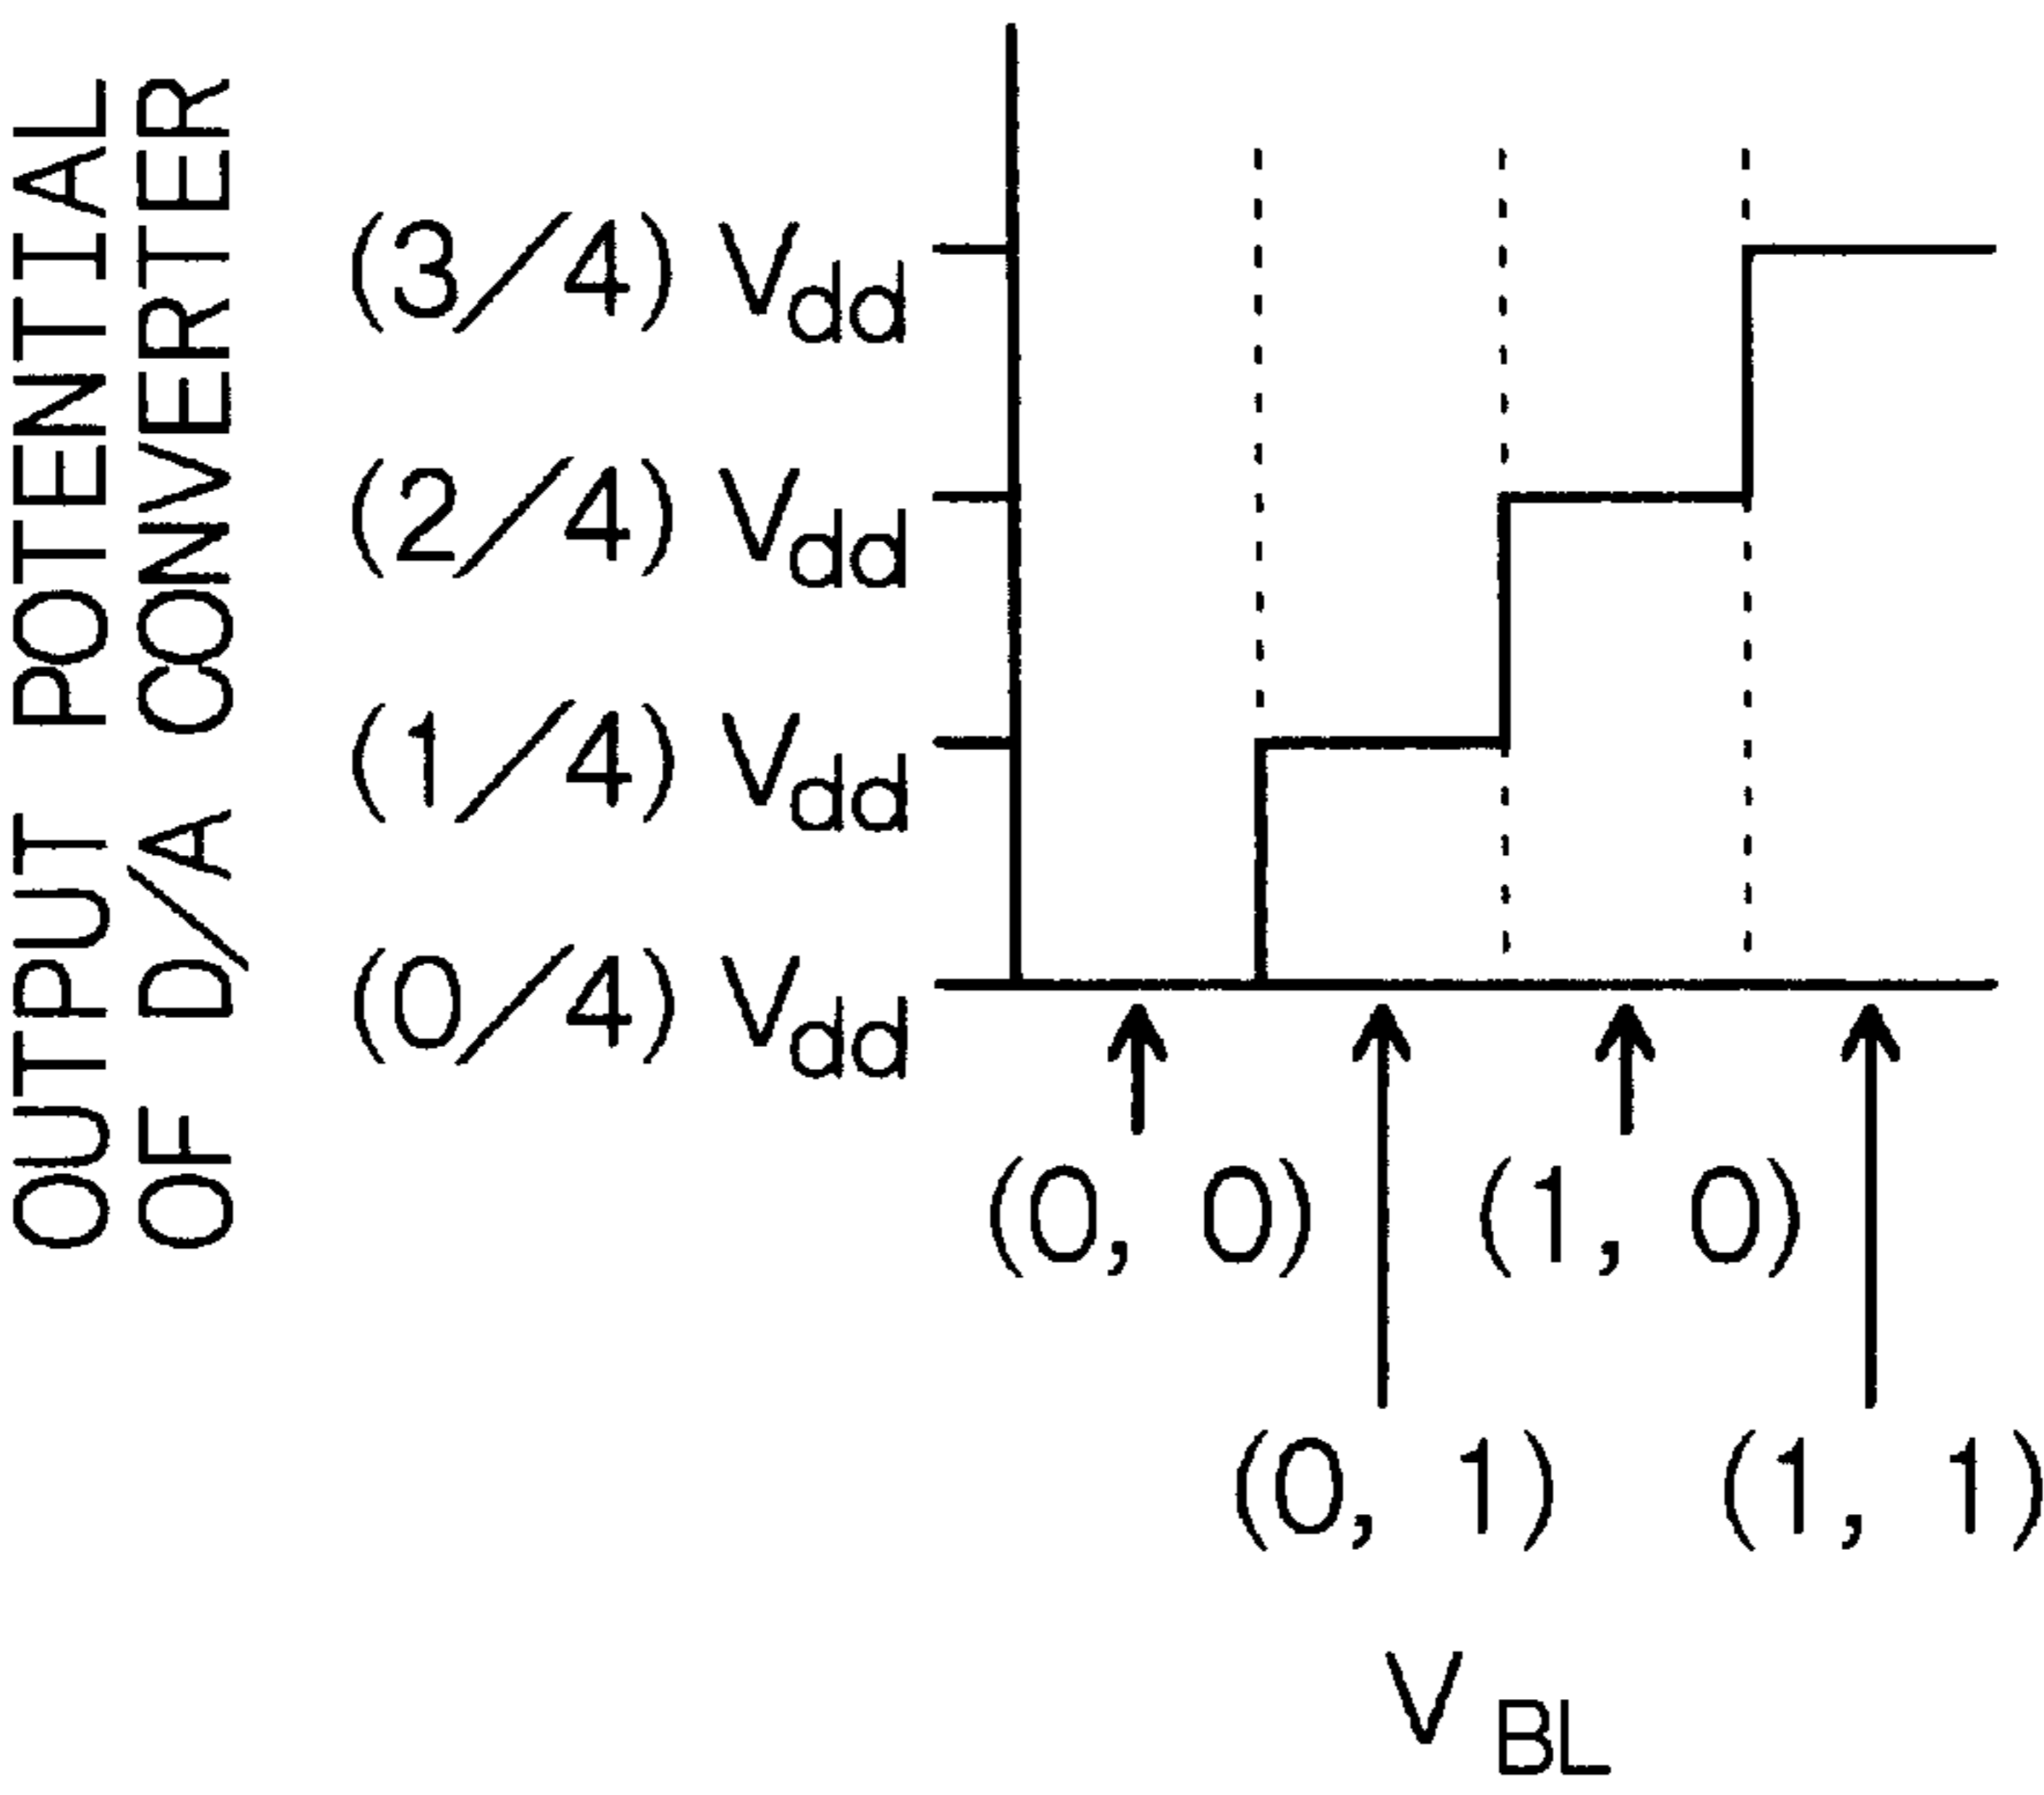 OUTPUT POTENTIAL
OF D/A CONVERTER
(3/4) Vdd
(2/4) Vdd
(1/4) Vdd
(0/4) Vdd
(0, 0) (1, 0)
(0, 1) (1, 1)
VBL